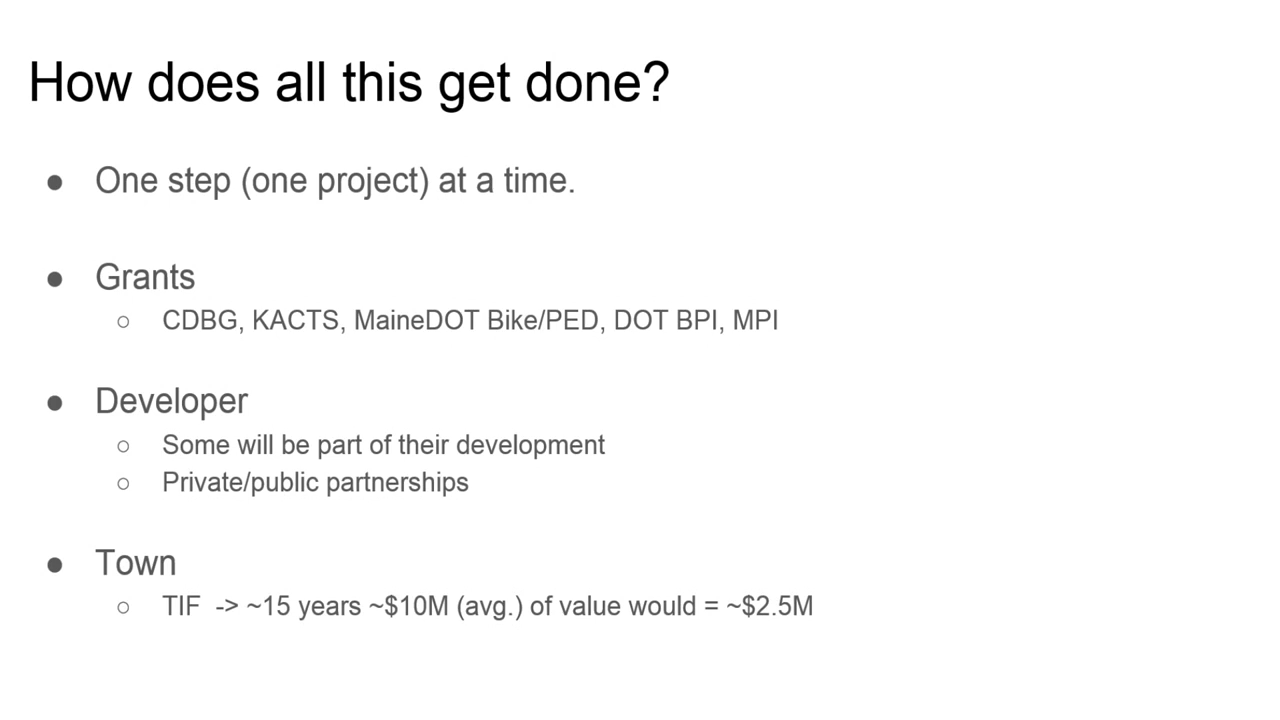 How does all this get done?
● One step (one project) at a time.
● Grants
○ CDBG, KACTS, MaineDOT Bike/PED, DOT BPI, MPI
● Developer
○ Some will be part of their development
○ Private/public partnerships
● Town
○ TIF -> ~15 years ~$10M (avg.) of value would = ~$2.5M